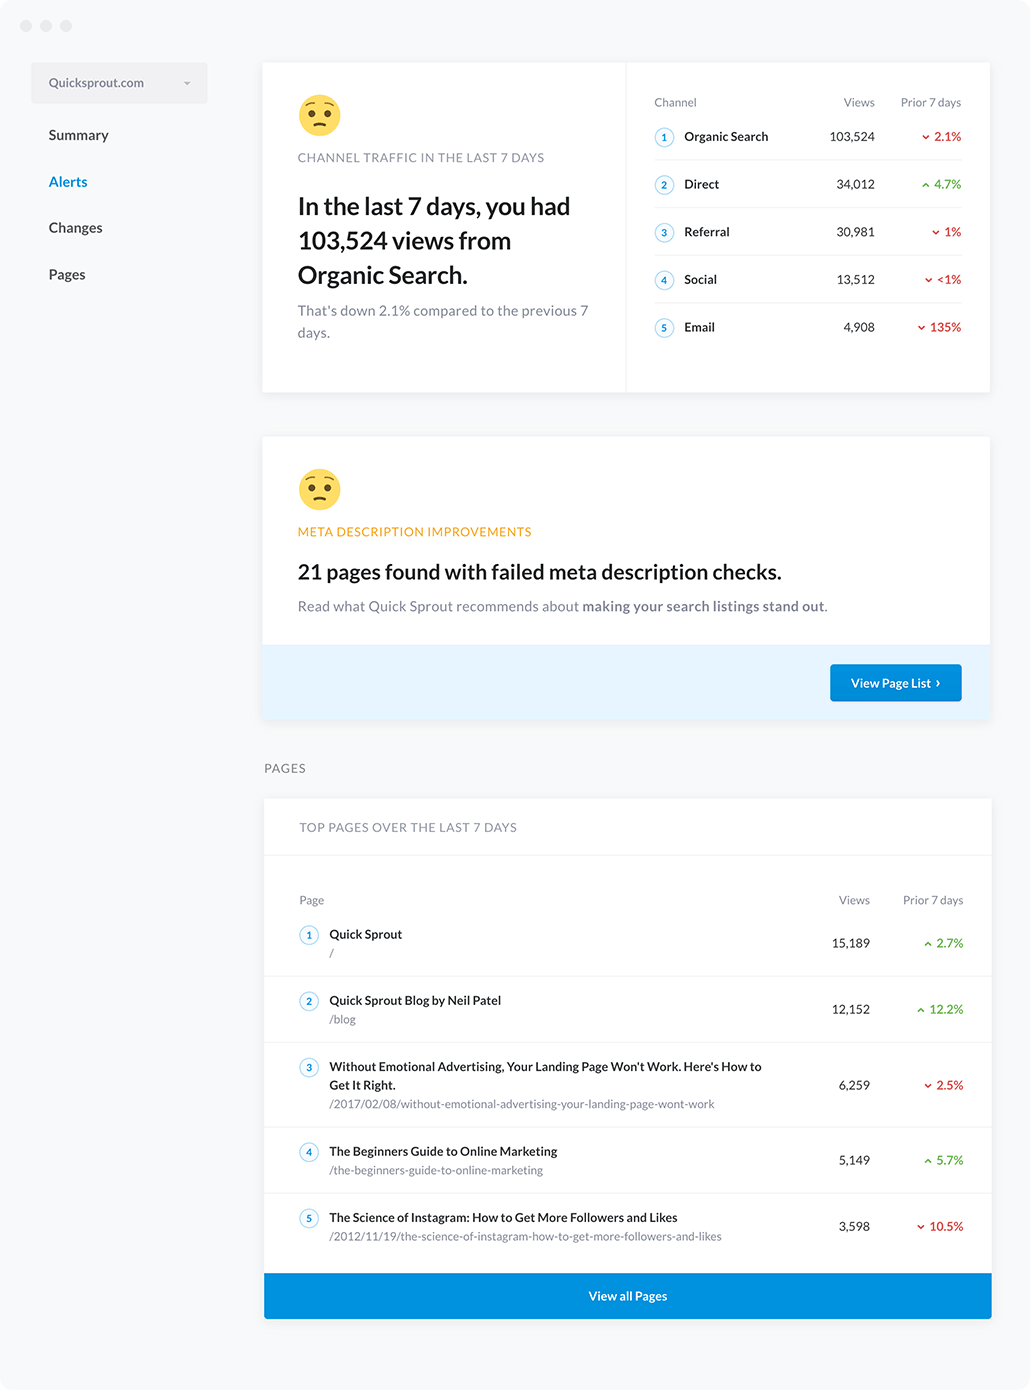 Quicksprout.com
Summary
Alerts
Changes
Pages
CHANNEL TRAFFIC IN THE LAST 7 DAYS
In the last 7 days, you had
103,524 views from
Organic Search.
That's down 2.1% compared to the previous 7
days.
Channel Views Prior 7 days
1 Organic Search 103,524 2.1%
2 Direct 34,012 4.7%
3 Referral 30,981 1%
4 Social 13,512 <1%
5 Email 4,908 135%
META DESCRIPTION IMPROVEMENTS
21 pages found with failed meta description checks.
Read what Quick Sprout recommends about making your search listings stand out.
View Page List ›
PAGES
TOP PAGES OVER THE LAST 7 DAYS
Page Views Prior 7 days
1 Quick Sprout
/
15,189 2.7%
2 Quick Sprout Blog by Neil Patel
/blog
12,152 12.2%
3 Without Emotional Advertising, Your Landing Page Won't Work. Here's How to
Get It Right.
/2017/02/08/without-emotional-advertising-your-landing-page-wont-work
6,259 2.5%
4 The Beginners Guide to Online Marketing
/the-beginners-guide-to-online-marketing
5,149 5.7%
5 The Science of Instagram: How to Get More Followers and Likes
/2012/11/19/the-science-of-instagram-how-to-get-more-followers-and-likes
3,598 10.5%
View all Pages